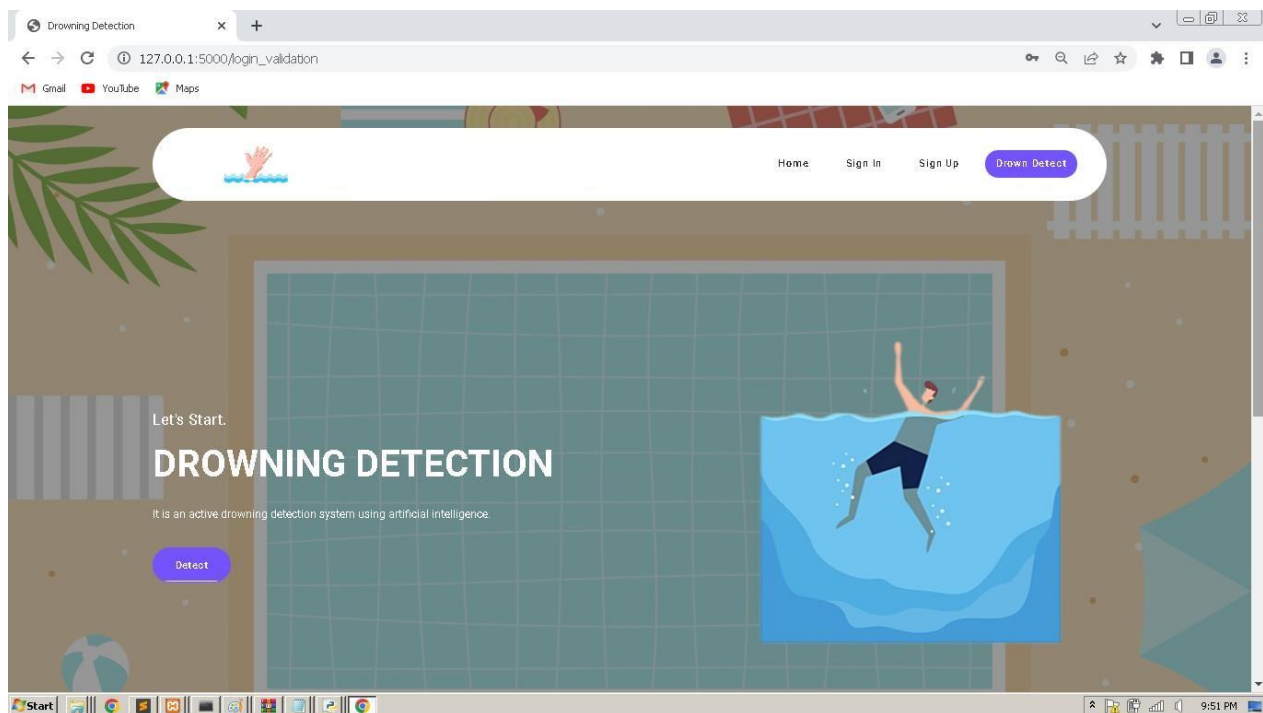 Drowning Detection
127.0.0.1:5000/login_validation
Gmail YouTube Maps
Home Sign In Sign Up Drown Detect
Let's Start.
DROWNING DETECTION
It is an active drowning detection system using artificial intelligence.
Detect
Start 9:51 PM